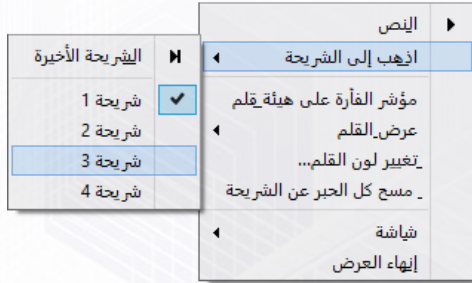 النص
اذهب إلى الشريحة
مؤشر الفأرة على هيئة قلم
عرض القلم
تغيير لون القلم...
مسح كل الحبر عن الشريحة
شاشة
إنهاء العرض
الشريحة الأخيرة
شريحة 1
شريحة 2
شريحة 3
شريحة 4